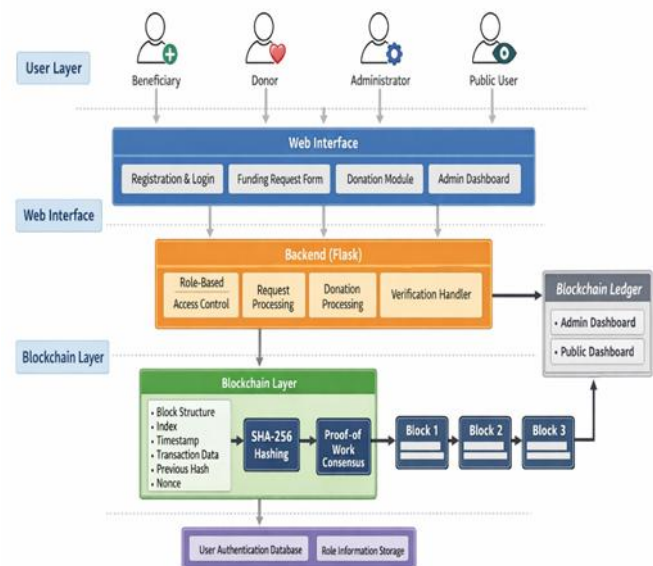 User Layer
Beneficiary
Donor
Administrator
Public User
Web Interface
Registration & Login
Funding Request Form
Donation Module
Admin Dashboard
Web Interface
Backend (Flask)
Role-Based
Access Control
Request
Processing
Donation
Processing
Verification Handler
Blockchain Ledger
• Admin Dashboard
• Public Dashboard
Blockchain Layer
Blockchain Layer
• Block Structure
• Index
• Timestamp
• Transaction Data
• Previous Hash
• Nonce
SHA-256
Hashing
Proof-of
Work
Consensus
Block 1
Block 2
Block 3
User Authentication Database
Role Information Storage